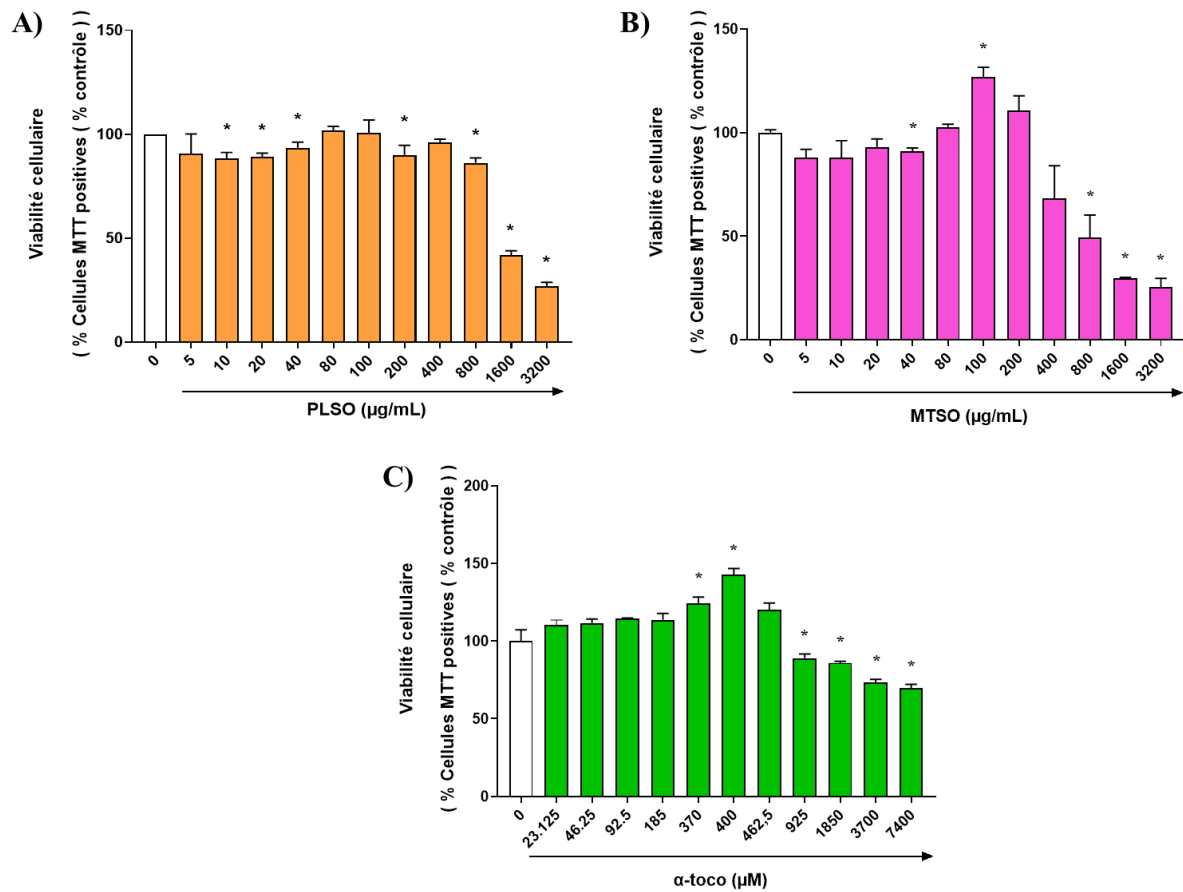 A)
Viabilité cellulaire
( % Cellules MTT positives ( % contrôle ) )
150
100
50
0
* * * * * * *
0 5 10 20 40 80 100 200 400 800 1600 3200
PLSO (µg/mL)
B)
Viabilité cellulaire
( % Cellules MTT positives ( % contrôle ) )
150
100
50
0
* * * * *
0 5 10 20 40 80 100 200 400 800 1600 3200
MTSO (µg/mL)
C)
Viabilité cellulaire
( % Cellules MTT positives ( % contrôle ) )
200
150
100
50
0
* * * * * *
0 23.125 46.25 92.5 185 370 400 462,5 925 1850 3700 7400
α-toco (µM)